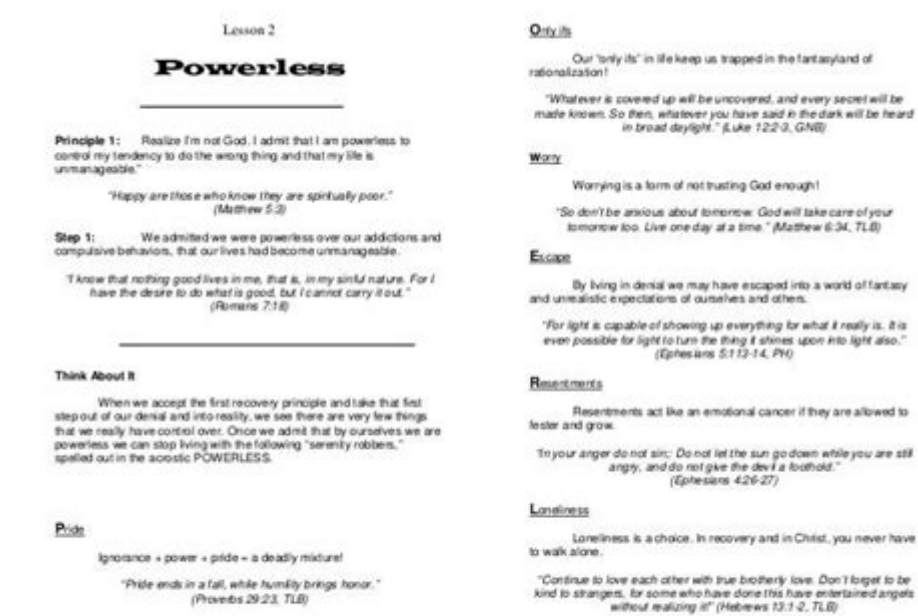 Lesson 2
Powerless
Principle 1: Realize I'm not God. I admit that I am powerless to
control my tendency to do the wrong thing and that my life is
unmanageable."
"Happy are those who know they are spiritually poor."
(Matthew 5:3)
Step 1: We admitted we were powerless over our addictions and
compulsive behaviors, that our lives had become unmanageable.
"I know that nothing good lives in me, that is, in my sinful nature. For I
have the desire to do what is good, but I cannot carry it out."
(Romans 7:18)
Think About It
When we accept the first recovery principle and take that first
step out of our denial and into reality, we see there are very few things
that we really have control over. Once we admit that by ourselves we are
powerless we can stop living with the following "serenity robbers,"
spelled out in the acrostic POWERLESS.
Pride
Ignorance + power + pride = a deadly mixture!
"Pride ends in a fall, while humility brings honor."
(Proverbs 29:23, TLB)
Only ifs
Our "only ifs" in life keep us trapped in the fantasyland of
rationalization!
"Whatever is covered up will be uncovered, and every secret will be
made known. So then, whatever you have said in the dark will be heard
in broad daylight." (Luke 12:2-3, GNB)
Worry
Worrying is a form of not trusting God enough!
"So don't be anxious about tomorrow. God will take care of your
tomorrow too. Live one day at a time." (Matthew 6:34, TLB)
Escape
By living in denial we may have escaped into a world of fantasy
and unrealistic expectations of ourselves and others.
"For light is capable of showing up everything for what it really is. It is
even possible for light to turn the thing it shines upon into light also."
(Ephesians 5:113-14, PH)
Resentments
Resentments act like an emotional cancer if they are allowed to
fester and grow.
"In your anger do not sin;: Do not let the sun go down while you are still
angry, and do not give the devil a foothold."
(Ephesians 4:26-27)
Loneliness
Loneliness is a choice. In recovery and in Christ, you never have
to walk alone.
"Continue to love each other with true brotherly love. Don't forget to be
kind to strangers, for some who have done this have entertained angels
without realizing it!" (Hebrews 13:1-2, TLB)